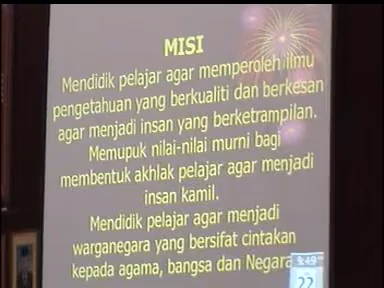 MISI
Mendidik pelajar agar memperoleh ilmu
pengetahuan yang berkualiti dan berkesan
agar menjadi insan yang berketrampilan.
Memupuk nilai-nilai murni bagi
membentuk akhlak pelajar agar menjadi
insan kamil.
Mendidik pelajar agar menjadi
warganegara yang bersifat cintakan
kepada agama, bangsa dan Negara
9:49
22